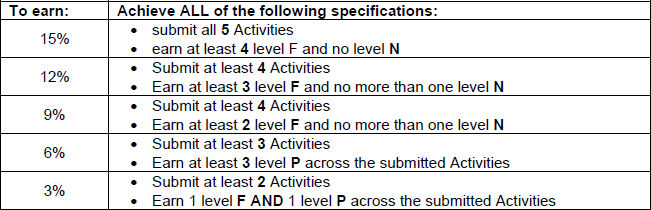 To earn: Achieve ALL of the following specifications:
15%
• submit all 5 Activities
• earn at least 4 level F and no level N
12%
• Submit at least 4 Activities
• Earn at least 3 level F and no more than one level N
9%
• Submit at least 4 Activities
• Earn at least 2 level F and no more than one level N
6%
• Submit at least 3 Activities
• Earn at least 3 level P across the submitted Activities
3%
• Submit at least 2 Activities
• Earn 1 level F AND 1 level P across the submitted Activities